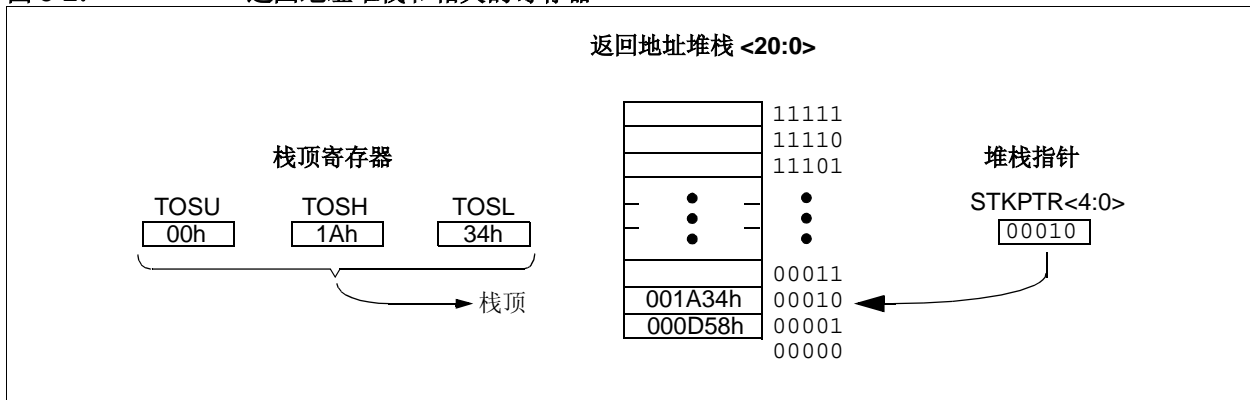 返回地址堆栈 <20:0>
栈顶寄存器
TOSU TOSH TOSL
00h 1Ah 34h
栈顶
11111
11110
11101
00011
001A34h 00010
000D58h 00001
00000
堆栈指针
STKPTR<4:0>
00010